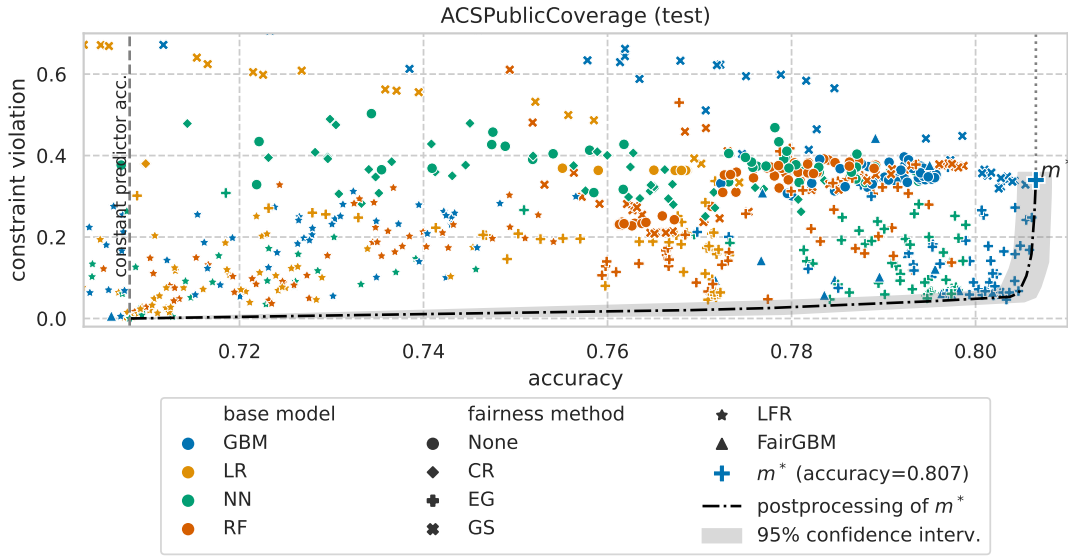 ACSPublicCoverage (test)
constraint violation
0.6
0.4
0.2
0.0
constant predictor acc.
m*
0.72 0.74 0.76 0.78 0.80
accuracy
base model
GBM
LR
NN
RF
fairness method
None
CR
EG
GS
LFR
FairGBM
m* (accuracy=0.807)
postprocessing of m*
95% confidence interv.